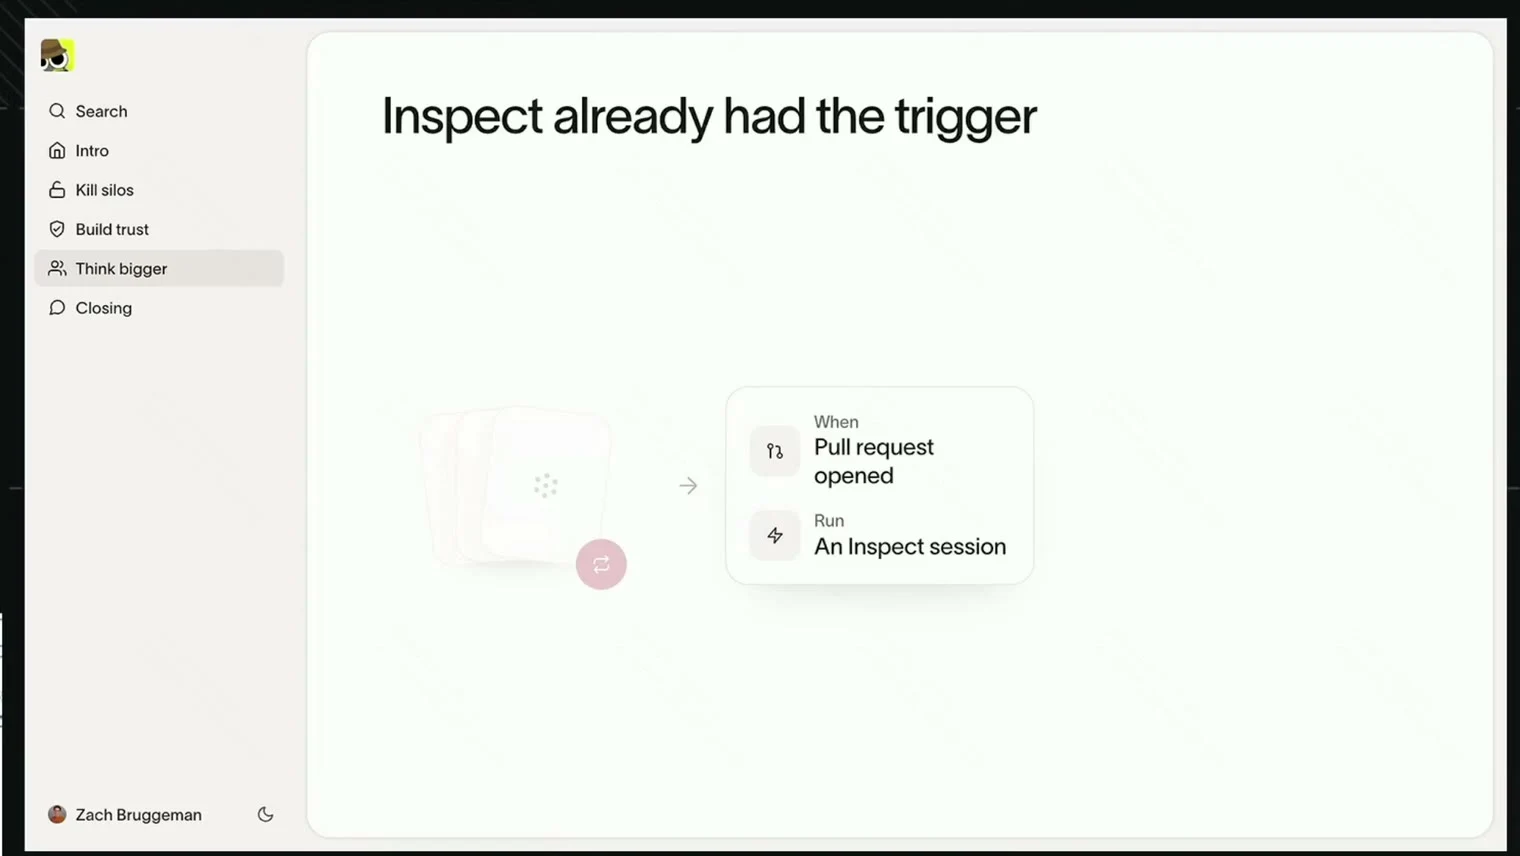 Search
Intro
Kill silos
Build trust
Think bigger
Closing
Zach Bruggeman
Inspect already had the trigger
When
Pull request
opened
Run
An Inspect session